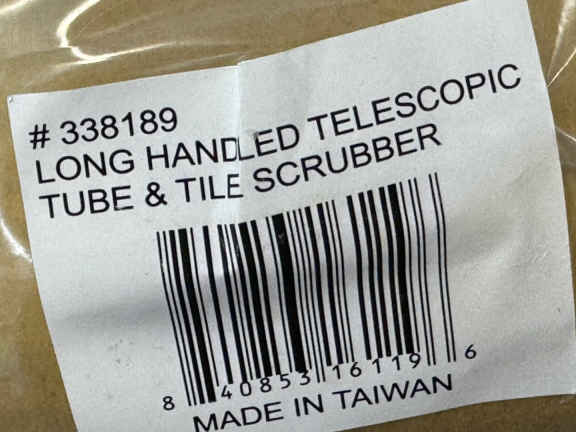 # 338189
LONG HANDLED TELESCOPIC
TUBE & TILE SCRUBBER
8 40853 16119 6
MADE IN TAIWAN